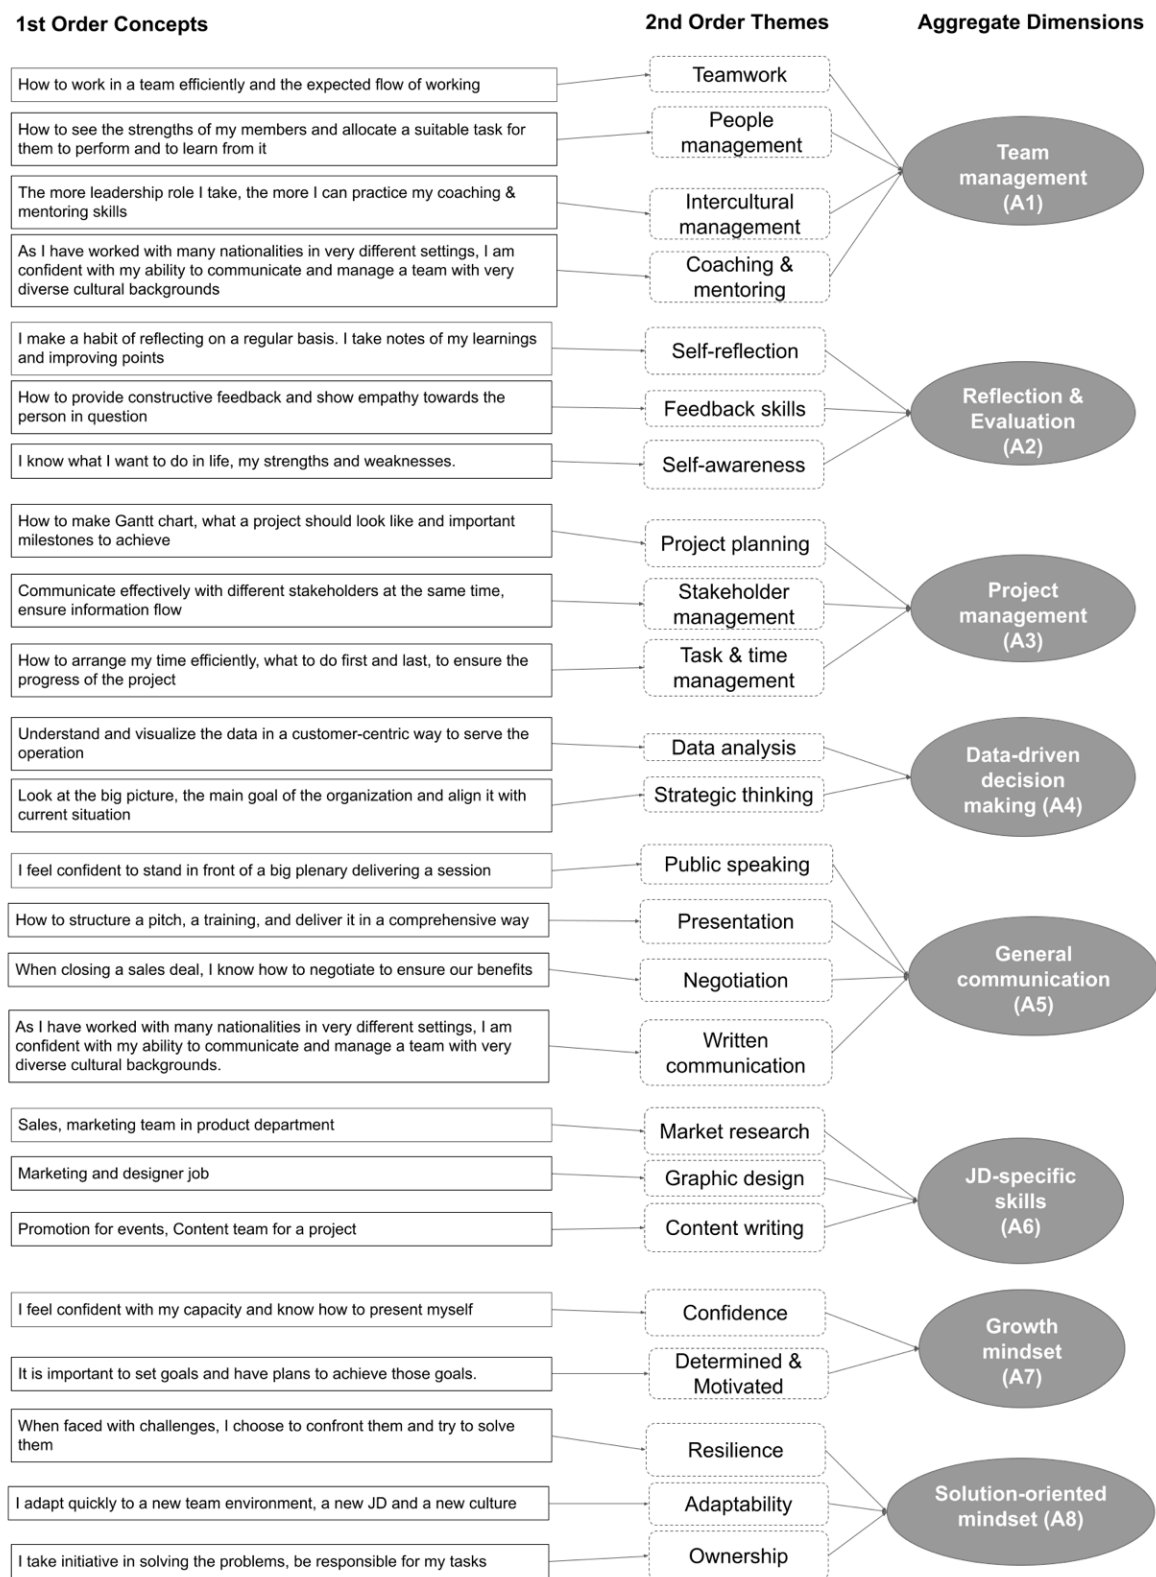 1st Order Concepts
2nd Order Themes
Aggregate Dimensions
How to work in a team efficiently and the expected flow of working
Teamwork
How to see the strengths of my members and allocate a suitable task for
them to perform and to learn from it
People
management
The more leadership role I take, the more I can practice my coaching &
mentoring skills
Intercultural
management
As I have worked with many nationalities in very different settings, I am
confident with my ability to communicate and manage a team with very
diverse cultural backgrounds
Coaching &
mentoring
Team
management
(A1)
I make a habit of reflecting on a regular basis. I take notes of my learnings
and improving points
Self-reflection
How to provide constructive feedback and show empathy towards the
person in question
Feedback skills
I know what I want to do in life, my strengths and weaknesses.
Self-awareness
Reflection &
Evaluation
(A2)
How to make Gantt chart, what a project should look like and important
milestones to achieve
Project planning
Communicate effectively with different stakeholders at the same time,
ensure information flow
Stakeholder
management
How to arrange my time efficiently, what to do first and last, to ensure the
progress of the project
Task & time
management
Project
management
(A3)
Understand and visualize the data in a customer-centric way to serve the
operation
Data analysis
Look at the big picture, the main goal of the organization and align it with
current situation
Strategic thinking
Data-driven
decision
making (A4)
I feel confident to stand in front of a big plenary delivering a session
Public speaking
How to structure a pitch, a training, and deliver it in a comprehensive way
Presentation
When closing a sales deal, I know how to negotiate to ensure our benefits
Negotiation
As I have worked with many nationalities in very different settings, I am
confident with my ability to communicate and manage a team with very
diverse cultural backgrounds.
Written
communication
General
communication
(A5)
Sales, marketing team in product department
Market research
Marketing and designer job
Graphic design
Promotion for events, Content team for a project
Content writing
JD-specific
skills
(A6)
I feel confident with my capacity and know how to present myself
Confidence
It is important to set goals and have plans to achieve those goals.
Determined &
Motivated
Growth
mindset
(A7)
When faced with challenges, I choose to confront them and try to solve
them
Resilience
I adapt quickly to a new team environment, a new JD and a new culture
Adaptability
I take initiative in solving the problems, be responsible for my tasks
Ownership
Solution-oriented
mindset (A8)